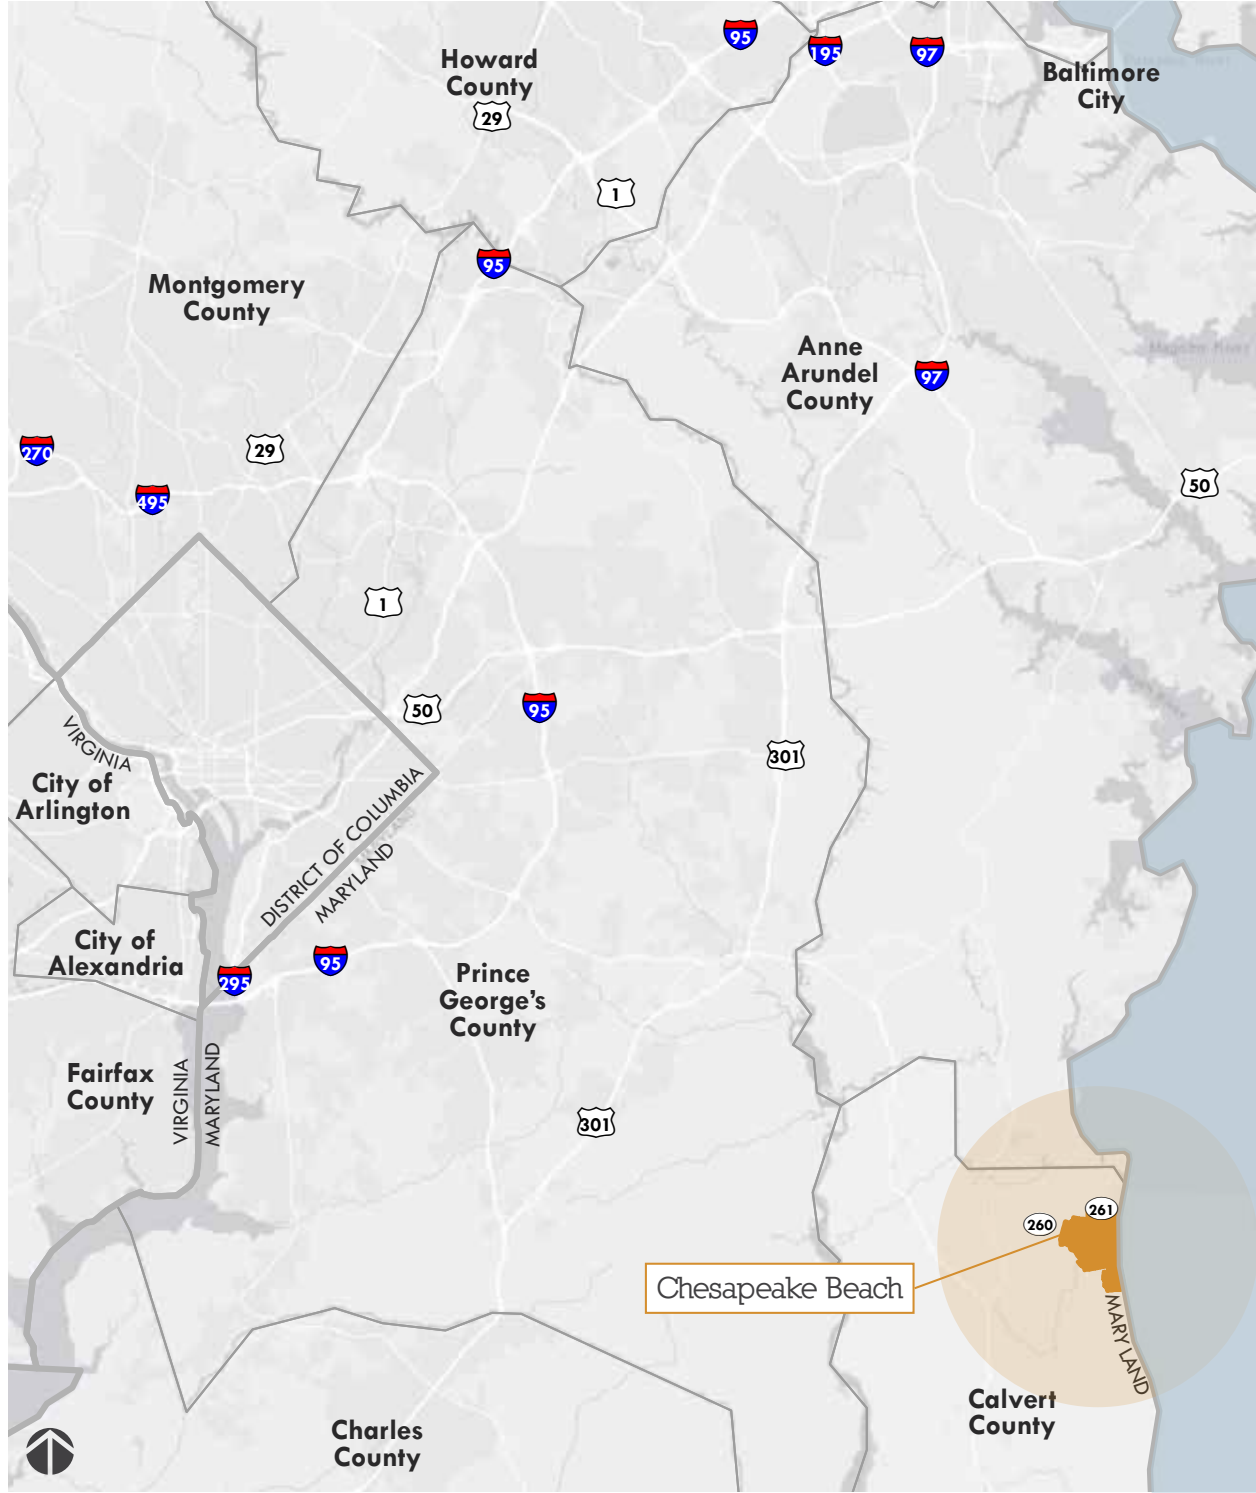 95
195
97
Howard
County
29
Baltimore
City
1
95
Montgomery
County
Anne
Arundel
County
97
270
29
495
50
1
50
95
301
VIRGINIA
City of
Arlington
DISTRICT OF COLUMBIA
MARYLAND
City of
Alexandria
295
95
Prince
George's
County
Fairfax
County
VIRGINIA
MARYLAND
301
260
261
Chesapeake Beach
MARYLAND
Calvert
County
Charles
County